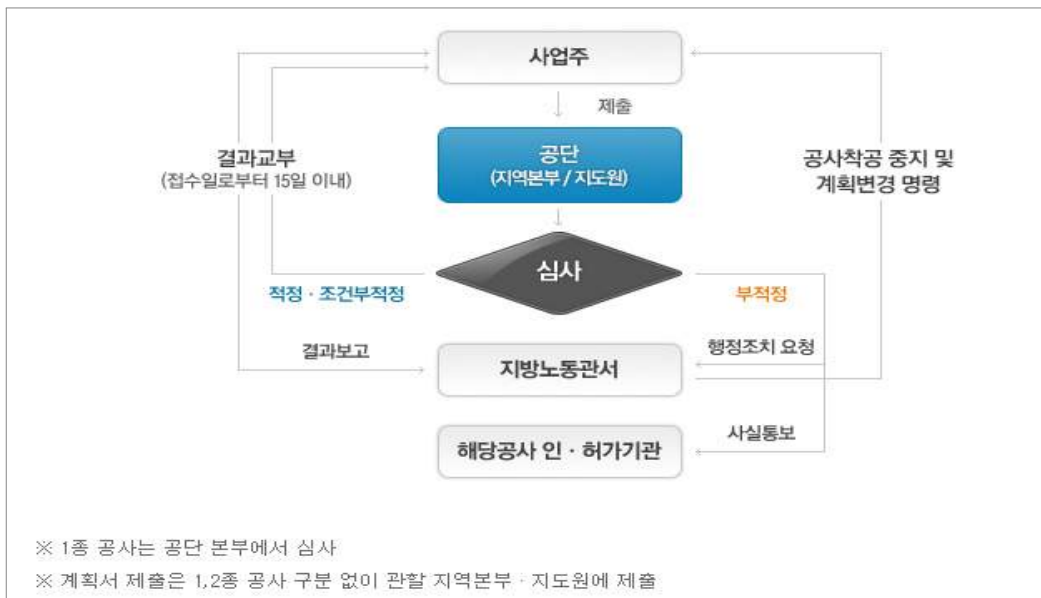 사업주
제출
공단
(지역본부 / 지도원)
결과교부
(접수일로부터 15일 이내)
공사착공 중지 및
계획변경 명령
심사
적정 · 조건부적정
부적정
결과보고
행정조치 요청
지방노동관서
사실통보
해당공사 인 · 허가기관
※ 1종 공사는 공단 본부에서 심사
※ 계획서 제출은 1,2종 공사 구분 없이 관할 지역본부 · 지도원에 제출